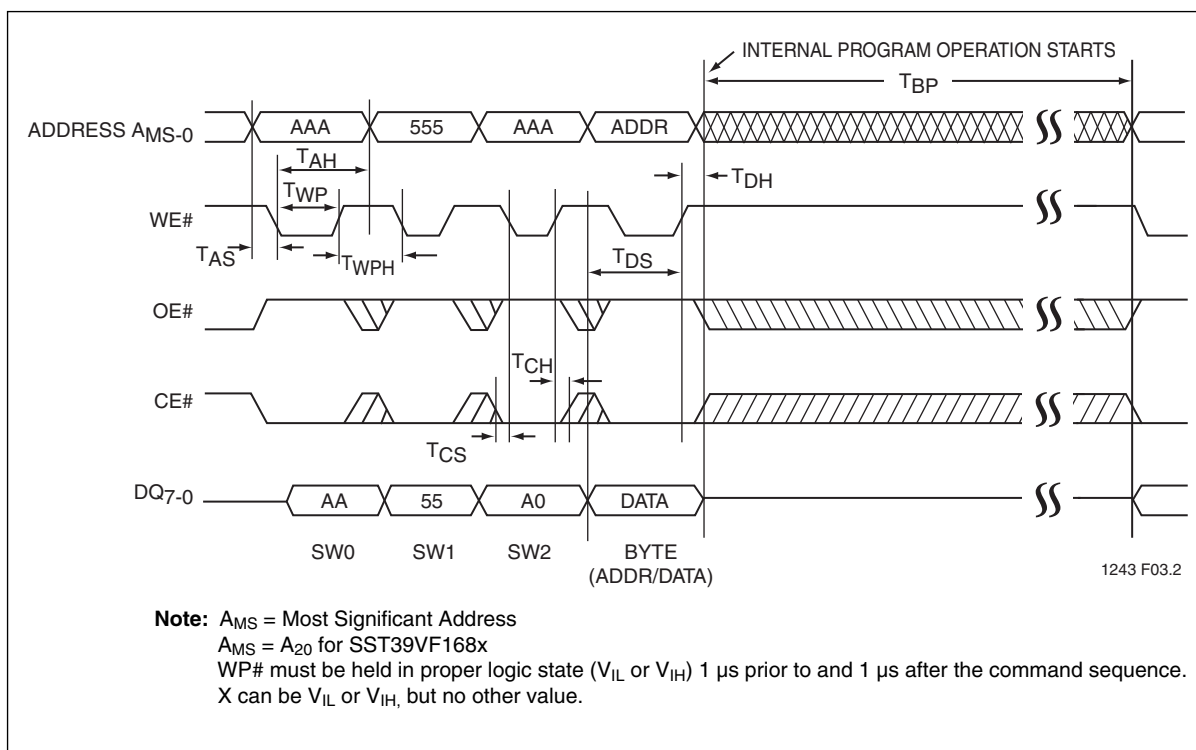 INTERNAL PROGRAM OPERATION STARTS
TBP
ADDRESS AMS-0
AAA
555
AAA
ADDR
TAH
TDH
TWP
WE#
TAS
TWPH
TDS
OE#
TCH
CE#
TCS
DQ7-0
AA
55
A0
DATA
SW0
SW1
SW2
BYTE
(ADDR/DATA)
1243 F03.2
Note: AMS = Most Significant Address
AMS = A20 for SST39VF168x
WP# must be held in proper logic state (VIL or VIH) 1 µs prior to and 1 µs after the command sequence.
X can be VIL or VIH, but no other value.